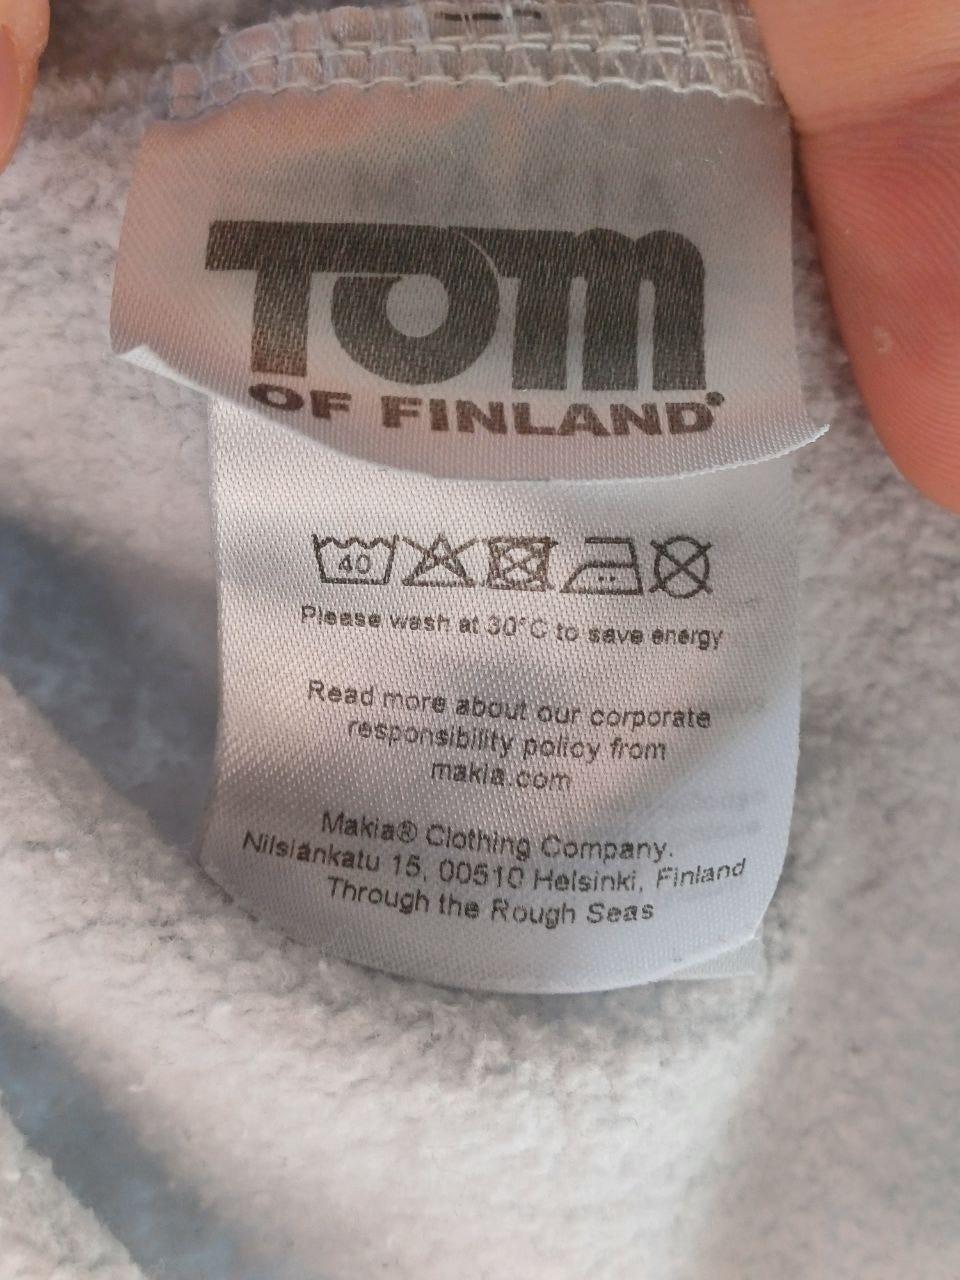 TOM
OF FINLAND
40
Please wash at 30°C to save energy
Read more about our corporate
responsibility policy from
makia.com
Makia® Clothing Company.
Nilsiänkatu 15, 00510 Helsinki, Finland
Through the Rough Seas